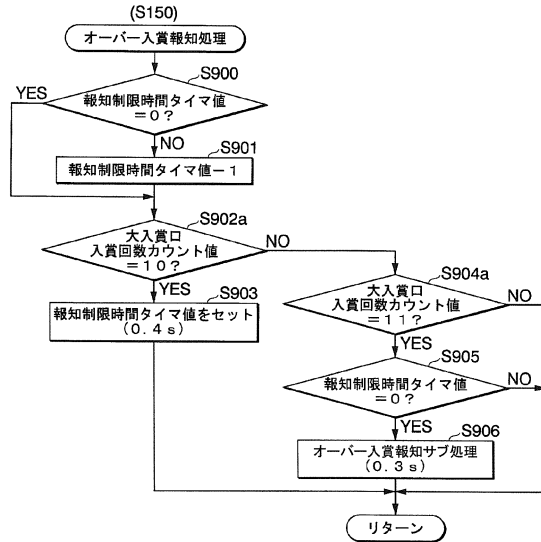 (S150)
オーバー入賞報知処理
S900
報知制限時間タイマ値
=0?
YES
NO
S901
報知制限時間タイマ値-1
S902a
大入賞口
入賞回数カウント値
=10?
NO
YES
S903
報知制限時間タイマ値をセット
(0.4s)
S904a
大入賞口
入賞回数カウント値
=11?
NO
YES
S905
報知制限時間タイマ値
=0?
NO
YES
S906
オーバー入賞報知サブ処理
(0.3s)
リターン